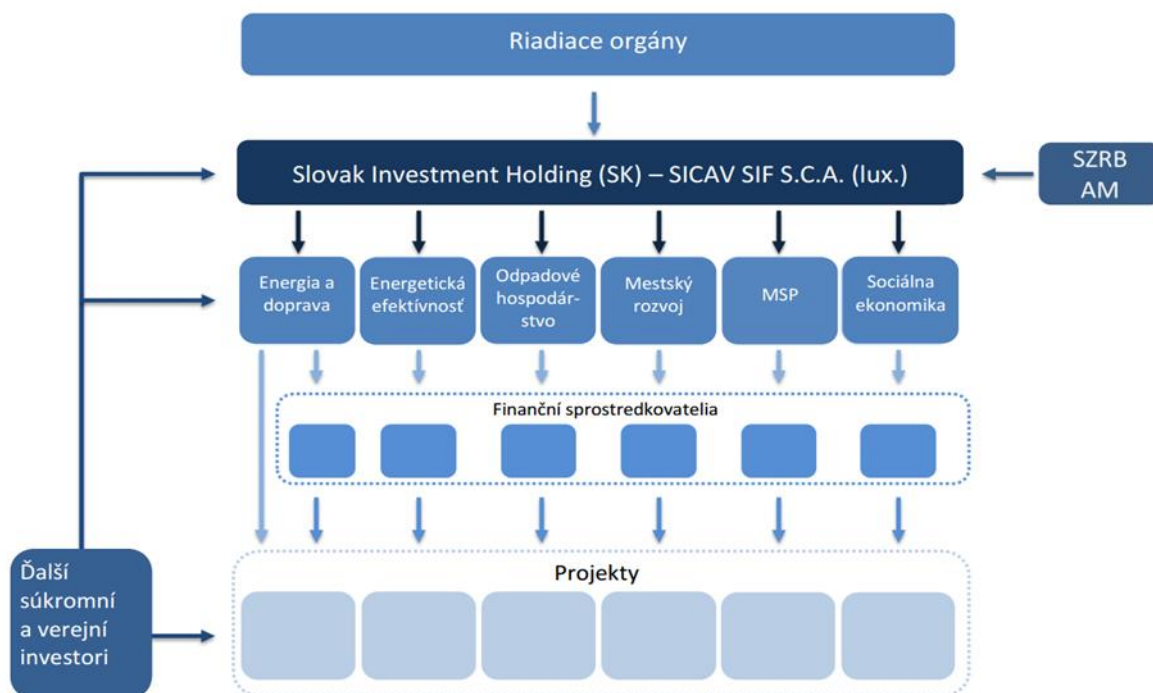 Riadiace orgány
Slovak Investment Holding (SK) – SICAV SIF S.C.A. (lux.)
SZRB
AM
Energia a
doprava
Energetická
efektívnosť
Odpadové
hospodár-
stvo
Mestský
rozvoj
MSP
Sociálna
ekonomika
Finanční sprostredkovatelia
Projekty
Ďalší
súkromní
a verejní
investori